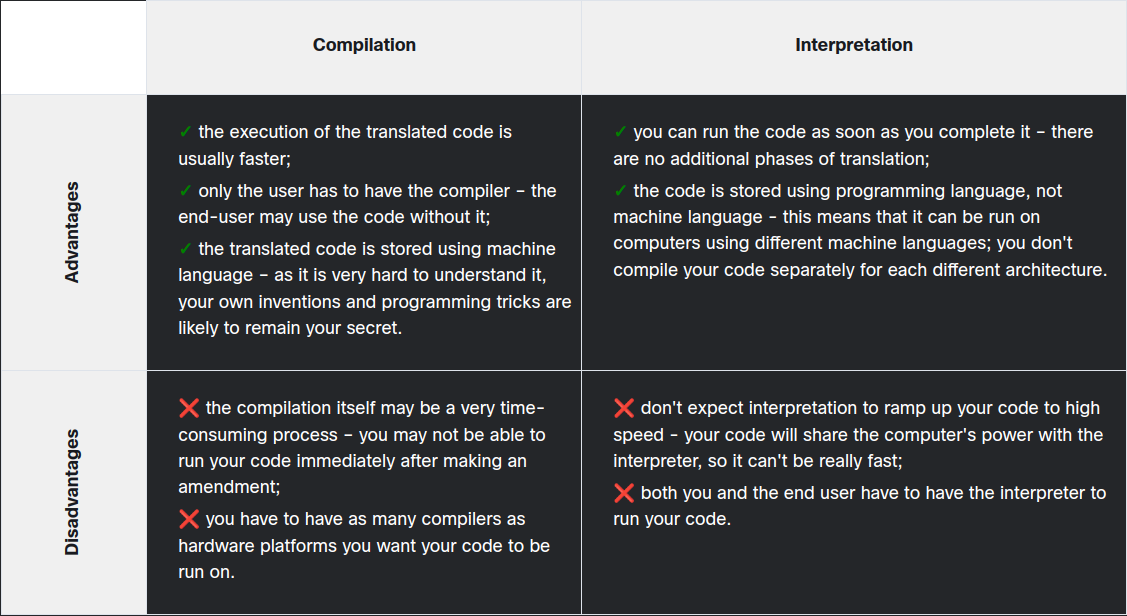 Compilation
Interpretation
Advantages
✓ the execution of the translated code is
usually faster;
✓ only the user has to have the compiler – the
end-user may use the code without it;
✓ the translated code is stored using machine
language – as it is very hard to understand it,
your own inventions and programming tricks are
likely to remain your secret.
✓ you can run the code as soon as you complete it – there
are no additional phases of translation;
✓ the code is stored using programming language, not
machine language - this means that it can be run on
computers using different machine languages; you don't
compile your code separately for each different architecture.
Disadvantages
❌ the compilation itself may be a very time-
consuming process – you may not be able to
run your code immediately after making an
amendment;
❌ you have to have as many compilers as
hardware platforms you want your code to be
run on.
❌ don't expect interpretation to ramp up your code to high
speed - your code will share the computer's power with the
interpreter, so it can't be really fast;
❌ both you and the end user have to have the interpreter to
run your code.